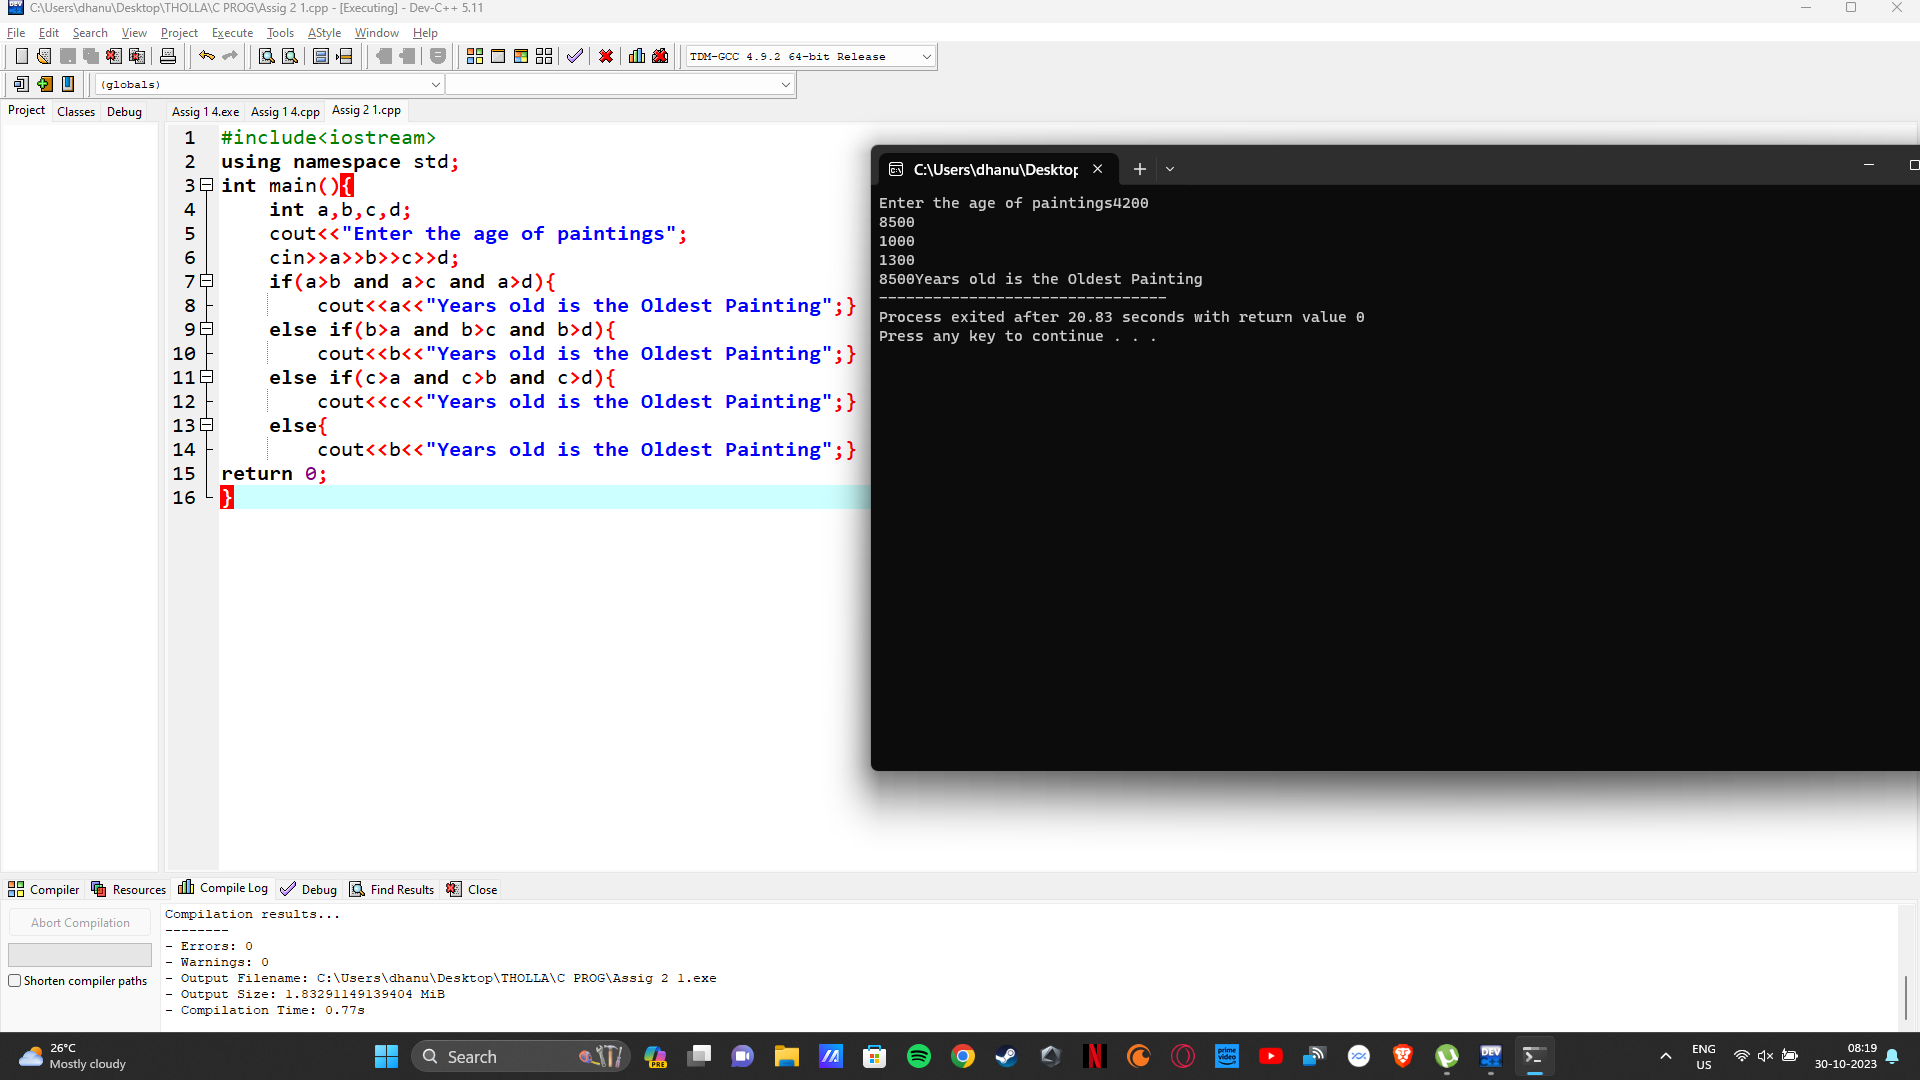 C:\Users\dhanu\Desktop\THOLLA\C PROG\Assig 2 1.cpp - [Executing] - Dev-C++ 5.11
File Edit Search View Project Execute Tools AStyle Window Help
TDM-GCC 4.9.2 64-bit Release
(globals)
Project Classes Debug
Assig 1 4.exe Assig 1 4.cpp Assig 2 1.cpp
1 #include<iostream>
2 using namespace std;
3 int main(){
4 int a,b,c,d;
5 cout<<"Enter the age of paintings";
6 cin>>a>>b>>c>>d;
7 if(a>b and a>c and a>d){
8 cout<<a<<"Years old is the Oldest Painting";}
9 else if(b>a and b>c and b>d){
10 cout<<b<<"Years old is the Oldest Painting";}
11 else if(c>a and c>b and c>d){
12 cout<<c<<"Years old is the Oldest Painting";}
13 else{
14 cout<<b<<"Years old is the Oldest Painting";}
15 return 0;
16 }
C:\Users\dhanu\Desktop
Enter the age of paintings4200
8500
1000
1300
8500Years old is the Oldest Painting
--------------------------------
Process exited after 20.83 seconds with return value 0
Press any key to continue . . .
Compiler Resources Compile Log Debug Find Results Close
Abort Compilation
Shorten compiler paths
Compilation results...
--------
- Errors: 0
- Warnings: 0
- Output Filename: C:\Users\dhanu\Desktop\THOLLA\C PROG\Assig 2 1.exe
- Output Size: 1.83291149139404 MiB
- Compilation Time: 0.77s
26°C
Mostly cloudy
Search
PRE
prime video
DEV C++
ENG
US
08:19
30-10-2023